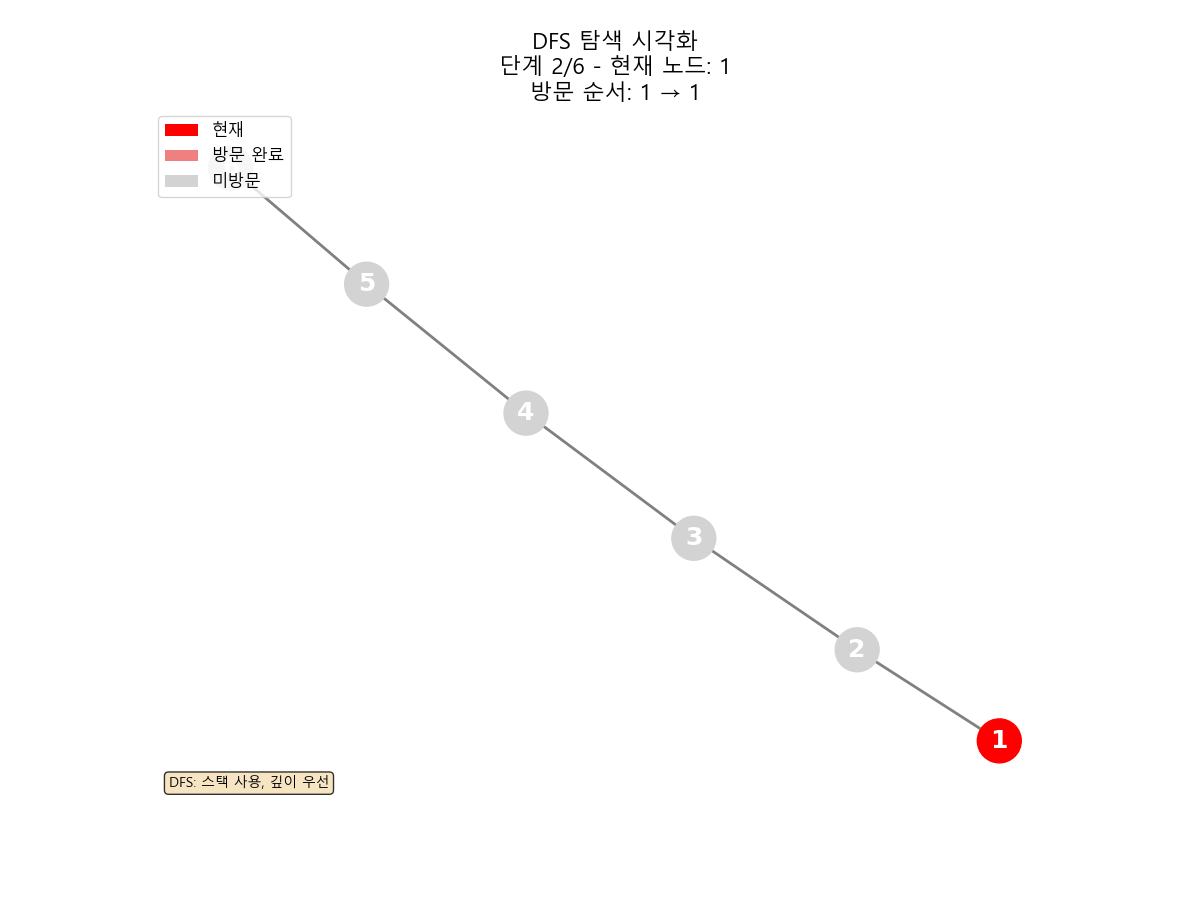 DFS 탐색 시각화
단계 2/6 - 현재 노드: 1
방문 순서: 1 → 1
현재
방문 완료
미방문
5
4
3
2
1
DFS: 스택 사용, 깊이 우선